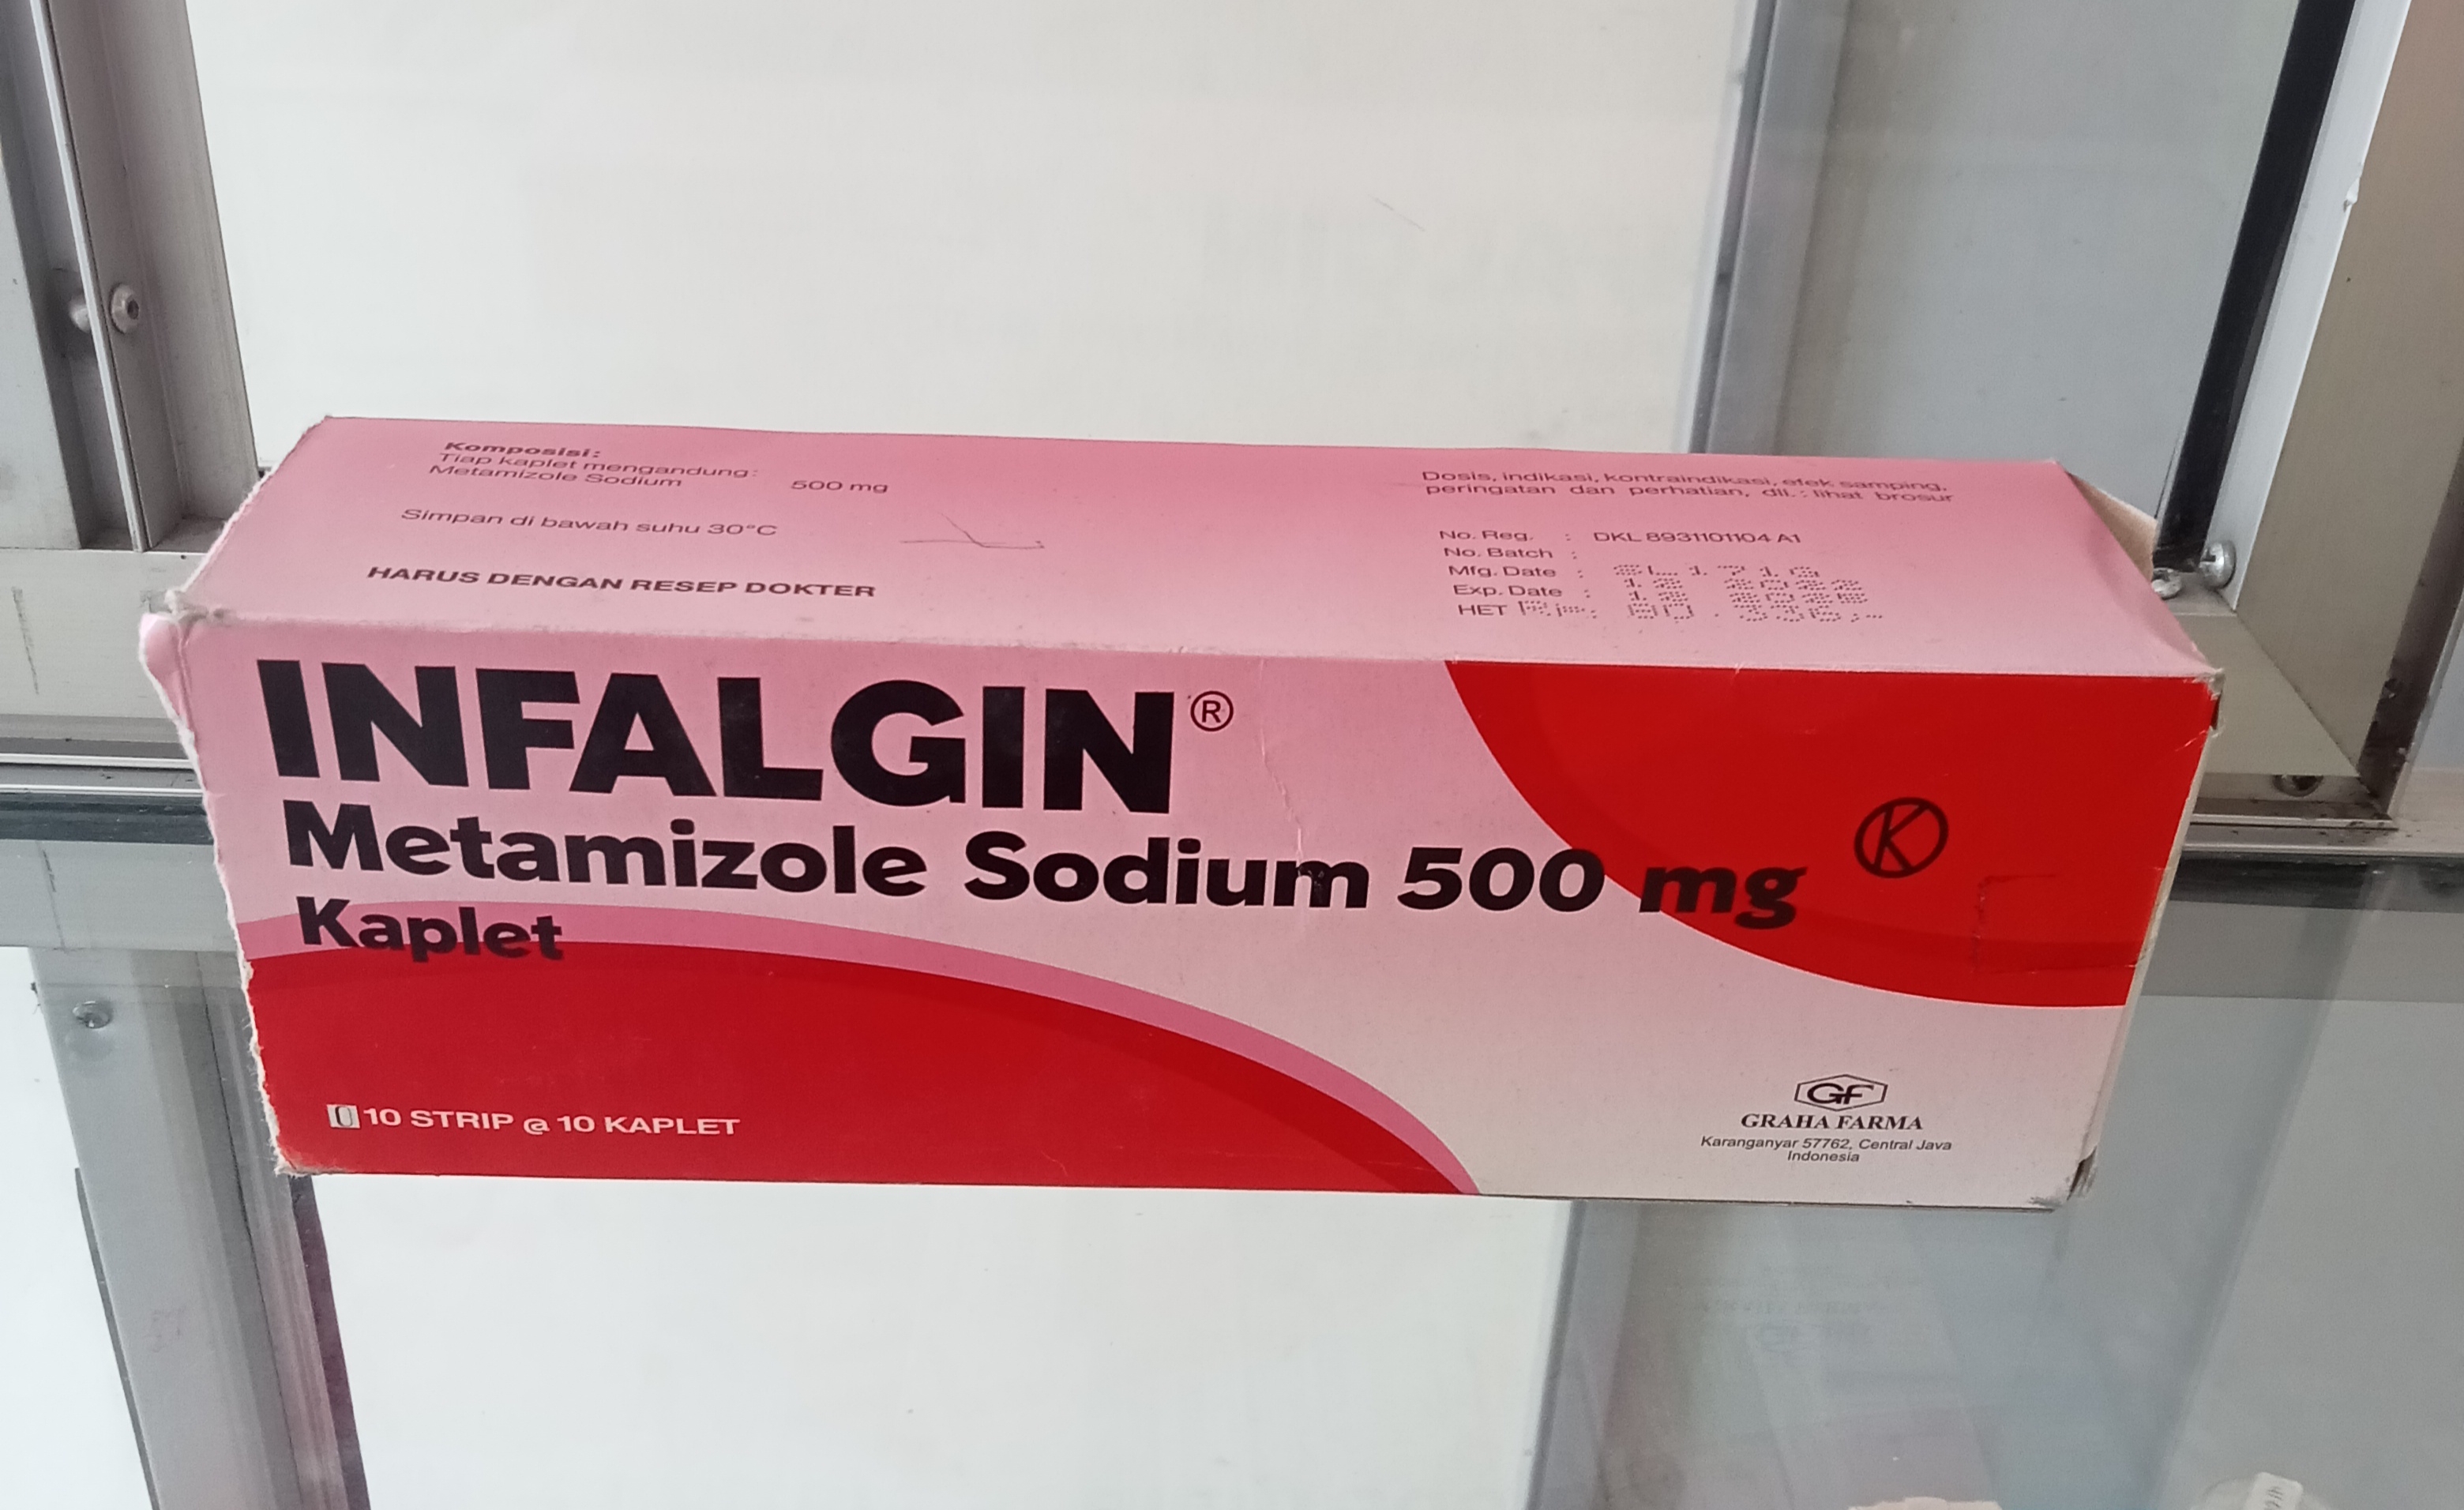 Komposisi:
Tiap kaplet mengandung:
Metamizole Sodium 500 mg
Simpan di bawah suhu 30°C
HARUS DENGAN RESEP DOKTER
Dosis, indikasi, kontraindikasi, efek samping,
peringatan dan perhatian, dll.: lihat brosur
No. Reg. : DKL 8931101104 A1
No. Batch :
Mfg. Date :
Exp. Date :
HET Rp.
INFALGIN®
Metamizole Sodium 500 mg
K
Kaplet
10 STRIP @ 10 KAPLET
GF
GRAHA FARMA
Karanganyar 57762, Central Java
Indonesia